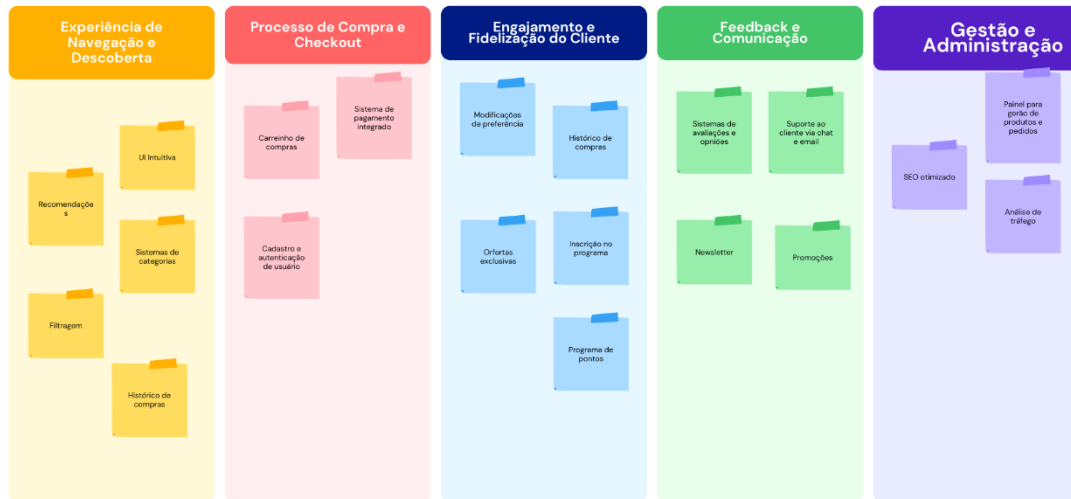 Experiência de
Navegação e
Descoberta
UI Intuitiva
Recomendaçõe
s
Sistemas de
categorias
Filtragem
Histórico de
compras
Processo de Compra e
Checkout
Sistema de
pagamento
integrado
Carreinho de
compras
Cadastro e
autenticação
de usuário
Engajamento e
Fidelização do Cliente
Modificações
de preferência
Histórico de
compras
Orfertas
exclusivas
Inscrição no
programa
Programa de
pontos
Feedback e
Comunicação
Sistemas de
avaliações e
opniões
Suporte ao
cliente via chat
e email
Newsletter
Promoções
Gestão e
Administração
Painel para
gerão de
produtos e
pedidos
SEO otimizado
Análise de
tráfego